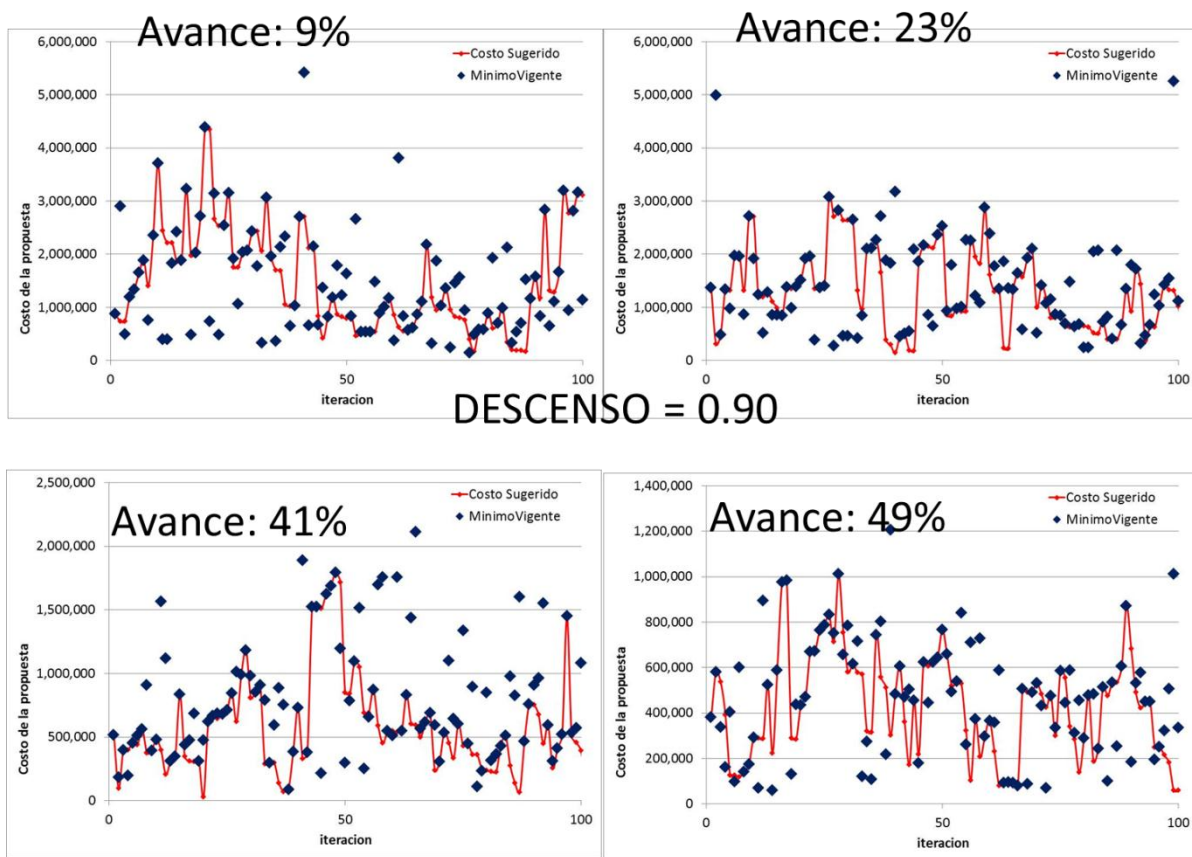 Avance: 9%
6,000,000
5,000,000
4,000,000
3,000,000
2,000,000
1,000,000
0
Costo de la propuesta
Costo Sugerido
MinimoVigente
0
50
100
iteracion
Avance: 23%
6,000,000
5,000,000
4,000,000
3,000,000
2,000,000
1,000,000
0
Costo de la propuesta
Costo Sugerido
MinimoVigente
0
50
100
iteracion
DESCENSO = 0.90
Avance: 41%
2,500,000
2,000,000
1,500,000
1,000,000
500,000
0
Costo de la propuesta
Costo Sugerido
MinimoVigente
0
50
100
iteracion
Avance: 49%
1,400,000
1,200,000
1,000,000
800,000
600,000
400,000
200,000
0
Costo de la propuesta
Costo Sugerido
MinimoVigente
0
50
100
iteracion